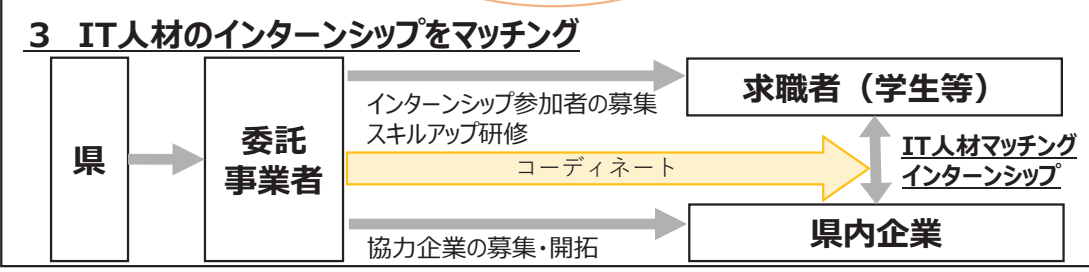 ３ IT人材のインターンシップをマッチング
県
委託
事業者
インターンシップ参加者の募集
スキルアップ研修
コーディネート
協力企業の募集・開拓
求職者（学生等）
IT人材マッチング
インターンシップ
県内企業